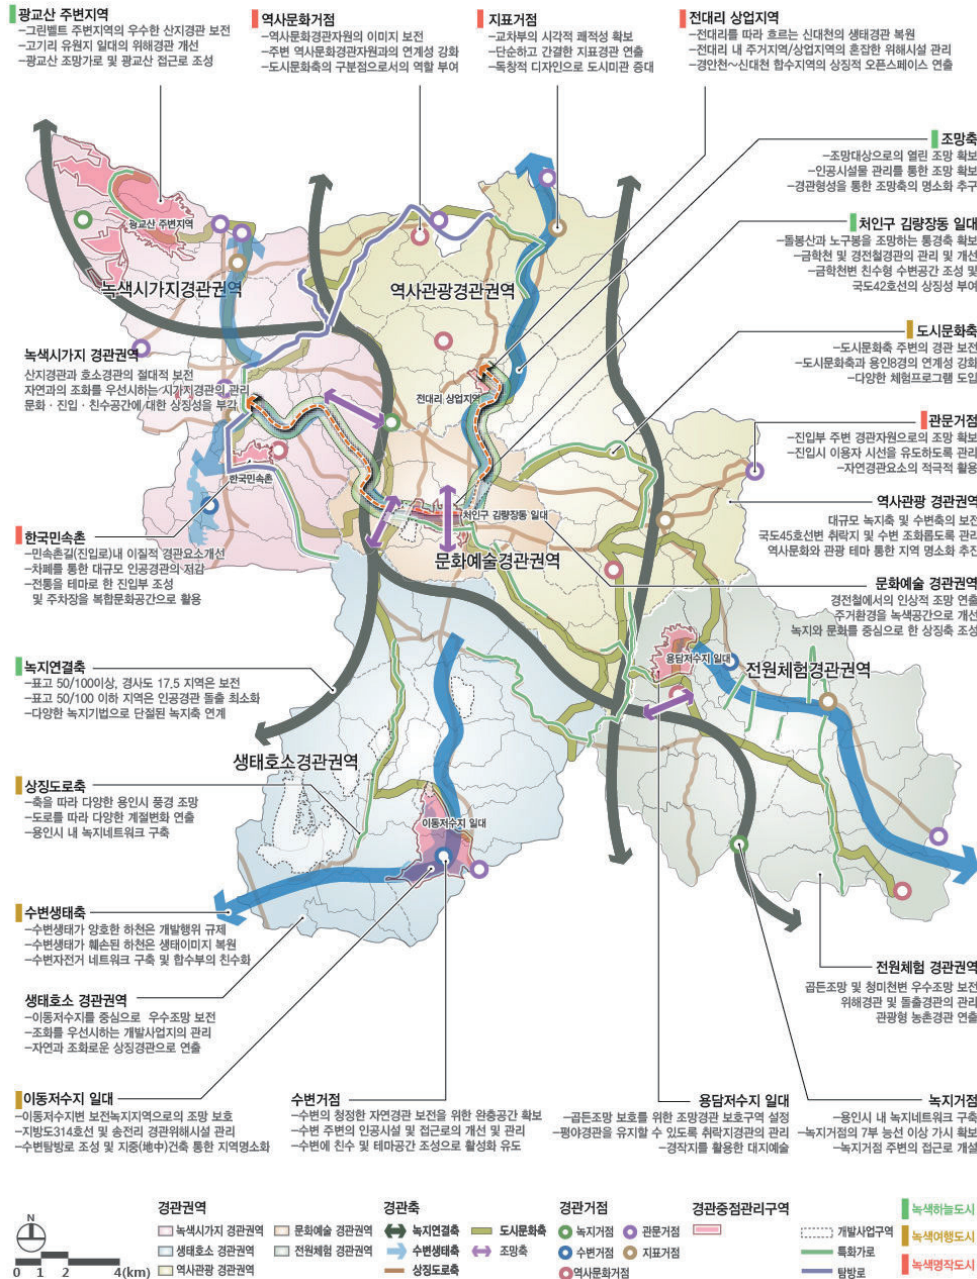 광교산 주변지역
-그린벨트 주변지역의 우수한 산지경관 보전
-고기리 유원지 일대의 위해경관 개선
-광교산 조망가로 및 광교산 접근로 조성
역사문화거점
-역사문화경관자원의 이미지 보전
-주변 역사문화경관자원과의 연계성 강화
-도시문화축의 구분점으로서의 역할 부여
지표거점
-교차부의 시각적 쾌적성 확보
-단순하고 간결한 지표경관 연출
-독창적 디자인으로 도시미관 증대
전대리 상업지역
-전대리를 따라 흐르는 신대천의 생태경관 복원
-전대리 내 주거지역/상업지역의 혼잡한 위해시설 관리
-경안천~신대천 합수지역의 상징적 오픈스페이스 연출
조망축
-조망대상으로의 열린 조망 확보
-인공시설물 관리를 통한 조망 확보
-경관형성을 통한 조망축의 명소화 추구
처인구 김량장동 일대
-돌봉산과 노구봉을 조망하는 통경축 확보
-금학천 및 경전철경관의 관리 및 개선
-금학천변 친수형 수변공간 조성 및
국도42호선의 상징성 부여
도시문화축
-도시문화축 주변의 경관 보전
-도시문화축과 용인8경의 연계성 강화
-다양한 체험프로그램 도입
관문거점
-진입부 주변 경관자원으로의 조망 확보
-진입시 이용자 시선을 유도하도록 관리
-자연경관요소의 적극적 활용
역사관광 경관권역
대규모 녹지축 및 수변축의 보전
국도45호선변 취락지 및 수변 조화롭도록 관리
역사문화와 관광 테마 통한 지역 명소화 추진
문화예술 경관권역
경전철에서의 인상적 조망 연출
주거환경을 녹색공간으로 개선
녹지와 문화를 중심으로 한 상징축 조성
광교산 주변지역
녹색시가지경관권역
역사관광경관권역
녹색시가지 경관권역
산지경관과 호소경관의 절대적 보전
자연과의 조화를 우선시하는 시가지경관의 관리
문화·진입·친수공간에 대한 상징성을 부각
전대리 상업지역
한국민속촌
처인구 김량장동 일대
문화예술경관권역
한국민속촌
-민속촌길(진입로)내 이질적 경관요소개선
-차폐를 통한 대규모 인공경관의 저감
-전통을 테마로 한 진입부 조성
및 주차장을 복합문화공간으로 활용
용담저수지 일대
전원체험경관권역
녹지연결축
-표고 50/100이상, 경사도 17.5 지역은 보전
-표고 50/100 이하 지역은 인공경관 돌출 최소화
-다양한 녹지기법으로 단절된 녹지축 연계
생태호소경관권역
상징도로축
-축을 따라 다양한 용인시 풍경 조망
-도로를 따라 다양한 계절변화 연출
-용인시 내 녹지네트워크 구축
이동저수지 일대
수변생태축
-수변생태가 양호한 하천은 개발행위 규제
-수변생태가 훼손된 하천은 생태이미지 복원
-수변자전거 네트워크 구축 및 합수부의 친수화
생태호소 경관권역
-이동저수지를 중심으로 우수조망 보전
-조화를 우선시하는 개발사업지의 관리
-자연과 조화로운 상징경관으로 연출
전원체험 경관권역
곱든조망 및 청미천변 우수조망 보전
위해경관 및 돌출경관의 관리
관광형 농촌경관 연출
이동저수지 일대
-이동저수지변 보전녹지지역으로의 조망 보호
-지방도314호선 및 송전리 경관위해시설 관리
-수변탐방로 조성 및 지중(地中)건축 통한 지역명소화
수변거점
-수변의 청정한 자연경관 보전을 위한 완충공간 확보
-수변 주변의 인공시설 및 접근로의 개선 및 관리
-수변에 친수 및 테마공간 조성으로 활성화 유도
용담저수지 일대
-곱든조망 보호를 위한 조망경관 보호구역 설정
-평야경관을 유지할 수 있도록 취락지경관의 관리
-경작지를 활용한 대지예술
녹지거점
-용인시 내 녹지네트워크 구축
-녹지거점의 7부 능선 이상 가시 확보
-녹지거점 주변의 접근로 개설
N
0 1 2 4(km)
경관권역
녹색시가지 경관권역
문화예술 경관권역
생태호소 경관권역
전원체험 경관권역
역사관광 경관권역
경관축
녹지연결축
도시문화축
수변생태축
조망축
상징도로축
경관거점
녹지거점
관문거점
수변거점
지표거점
역사문화거점
경관중점관리구역
개발사업구역
특화가로
탐방로
녹색하늘도시
녹색여행도시
녹색명작도시